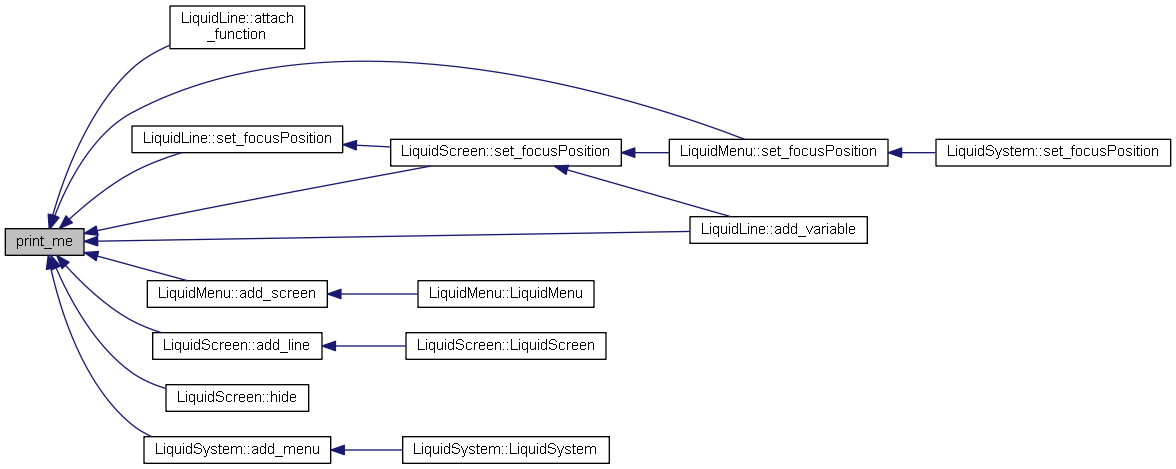 LiquidLine::attach
_function
LiquidLine::set_focusPosition
LiquidScreen::set_focusPosition
LiquidMenu::set_focusPosition
LiquidSystem::set_focusPosition
LiquidLine::add_variable
print_me
LiquidMenu::add_screen
LiquidMenu::LiquidMenu
LiquidScreen::add_line
LiquidScreen::LiquidScreen
LiquidScreen::hide
LiquidSystem::add_menu
LiquidSystem::LiquidSystem